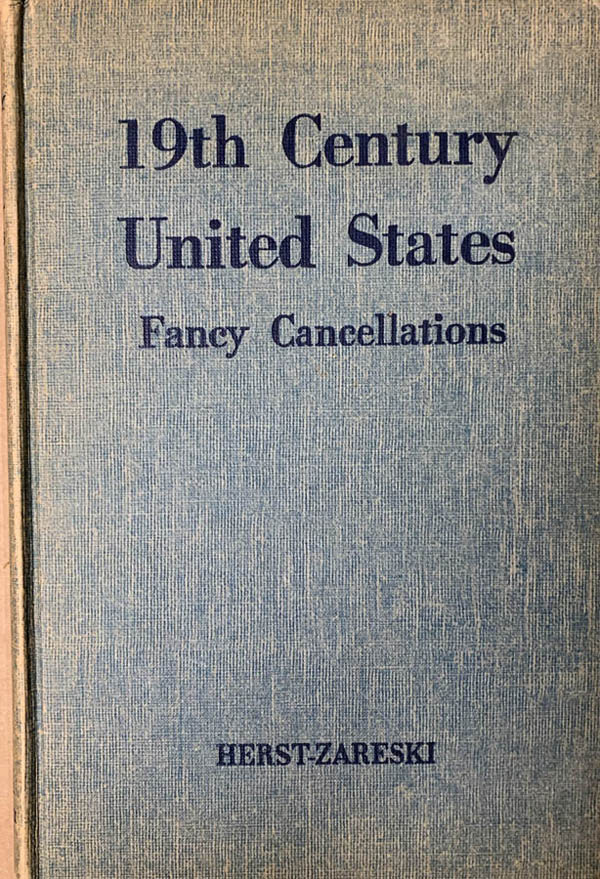 19th Century
United States
Fancy Cancellations
HERST-ZARESKI